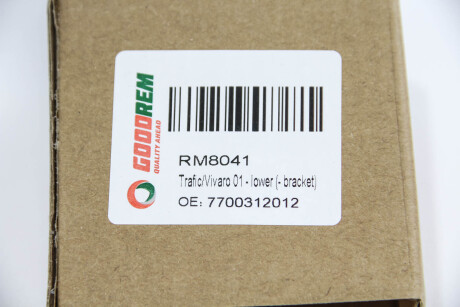 GOODREM
QUALITY AHEAD
RM8041
Trafic/Vivaro 01 - lower (- bracket)
OE: 7700312012